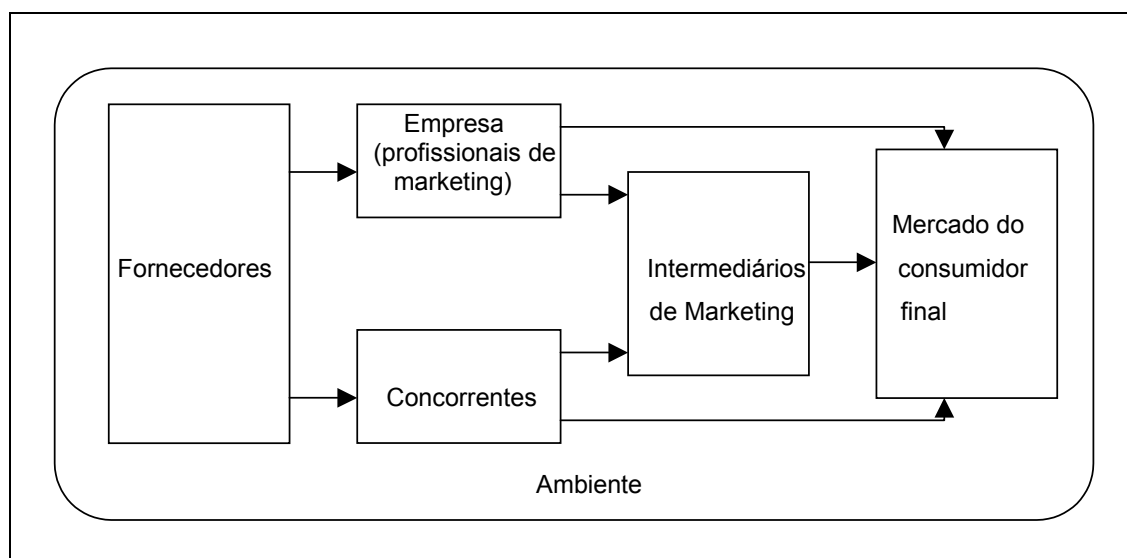 Empresa
(profissionais de
marketing)
Fornecedores
Intermediários
de Marketing
Mercado do
consumidor
final
Concorrentes
Ambiente